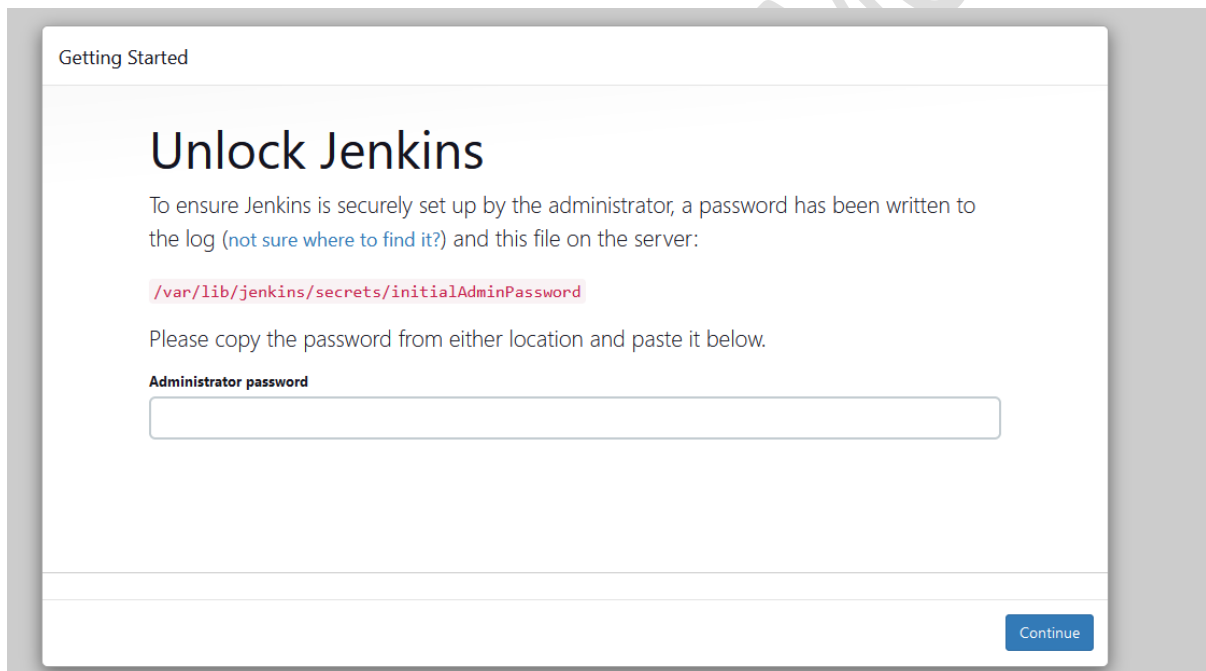 Getting Started
Unlock Jenkins
To ensure Jenkins is securely set up by the administrator, a password has been written to
the log (not sure where to find it?) and this file on the server:
/var/lib/jenkins/secrets/initialAdminPassword
Please copy the password from either location and paste it below.
Administrator password
Continue